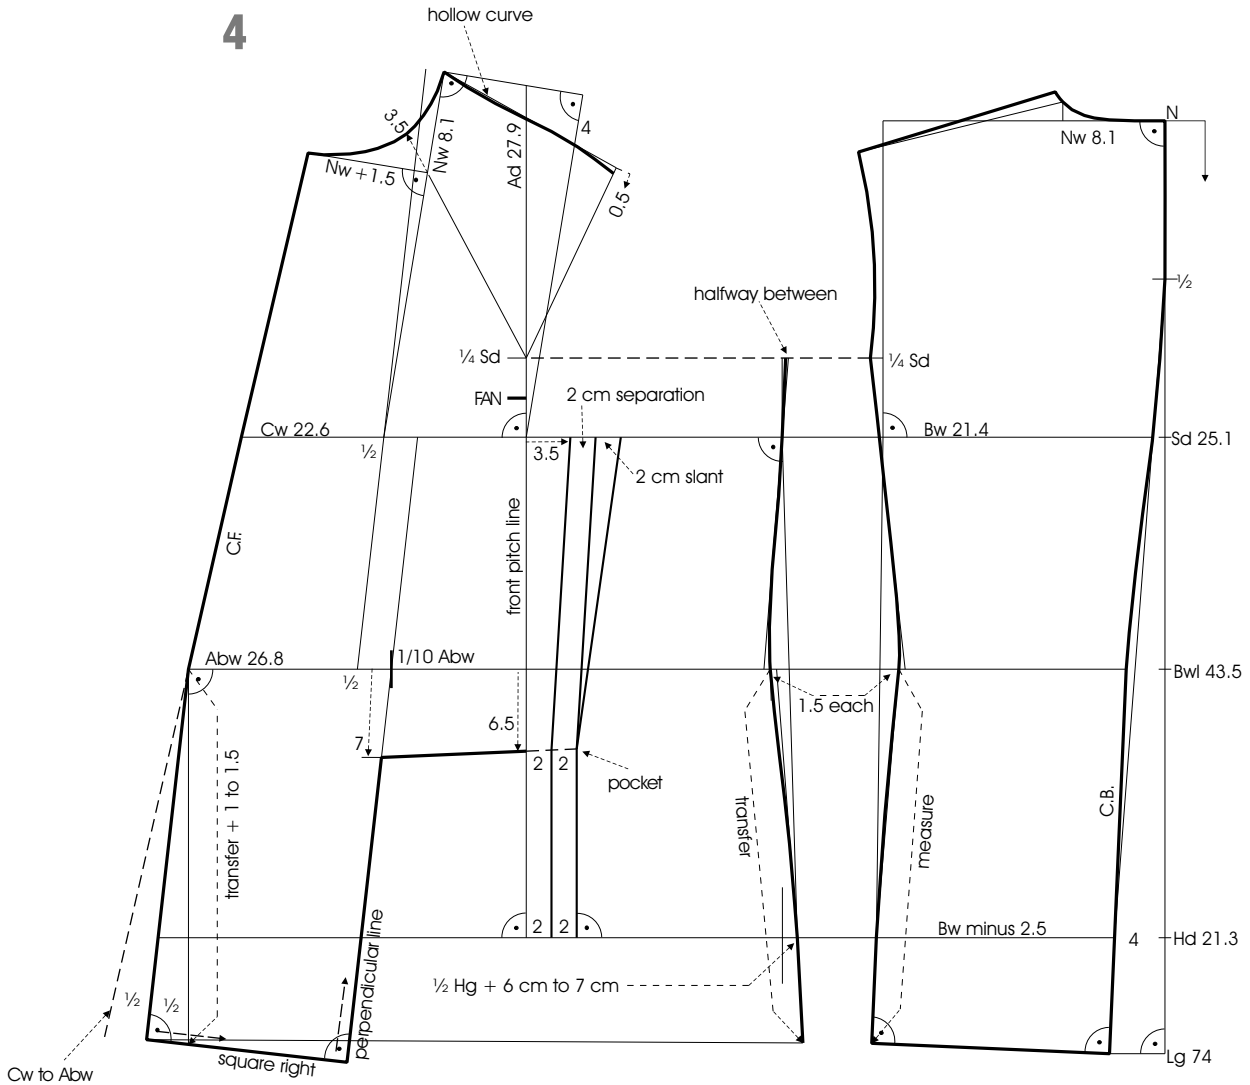 4
hollow curve
3.5
Nw 8.1
4
Ad 27.9
N
Nw 8.1
Nw +1.5
0.5
½
halfway between
¼ Sd
¼ Sd
FAN
2 cm separation
Cw 22.6
Bw 21.4
½
3.5
Sd 25.1
2 cm slant
C.F.
front pitch line
Abw 26.8
1/10 Abw
½
Bwl 43.5
1.5 each
6.5
7
2
2
pocket
transfer + 1 to 1.5
transfer
measure
C.B.
perpendicular line
2
2
Bw minus 2.5
4
Hd 21.3
½ Hg + 6 cm to 7 cm
½
½
square right
Lg 74
Cw to Abw